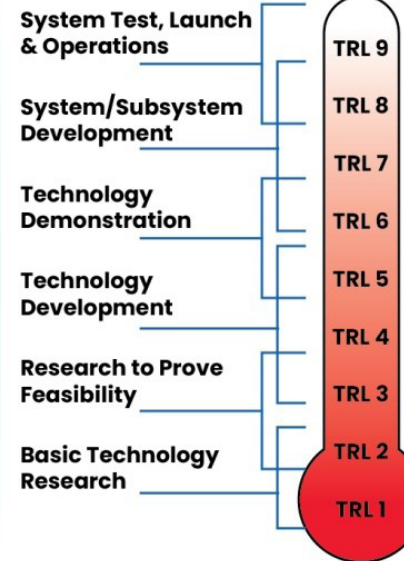 System Test, Launch
& Operations
System/Subsystem
Development
Technology
Demonstration
Technology
Development
Research to Prove
Feasibility
Basic Technology
Research
TRL 9
TRL 8
TRL 7
TRL 6
TRL 5
TRL 4
TRL 3
TRL 2
TRL 1